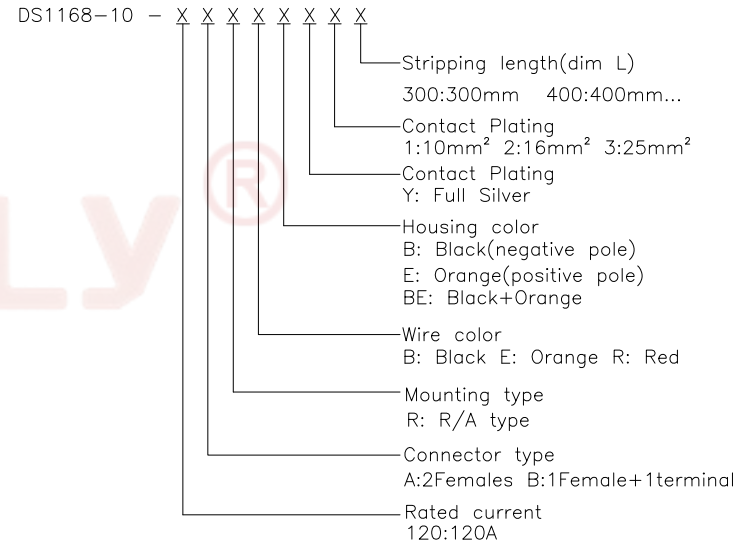 DS1168-10 - X X X X X X X X
Stripping length(dim L)
300:300mm 400:400mm...
Contact Plating
1:10mm² 2:16mm² 3:25mm²
Contact Plating
Y: Full Silver
Housing color
B: Black(negative pole)
E: Orange(positive pole)
BE: Black+Orange
Wire color
B: Black E: Orange R: Red
Mounting type
R: R/A type
Connector type
A:2Females B:1Female+1terminal
Rated current
120:120A
Ly®